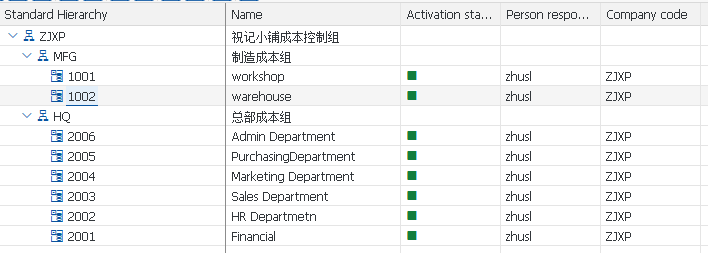 Standard Hierarchy Name Activation sta... Person respo... Company code
ZJXP 祝记小铺成本控制组
MFG 制造成本组
1001 workshop zhusl ZJXP
1002 warehouse zhusl ZJXP
HQ 总部成本组
2006 Admin Department zhusl ZJXP
2005 PurchasingDepartment zhusl ZJXP
2004 Marketing Department zhusl ZJXP
2003 Sales Department zhusl ZJXP
2002 HR Departmetn zhusl ZJXP
2001 Financial zhusl ZJXP